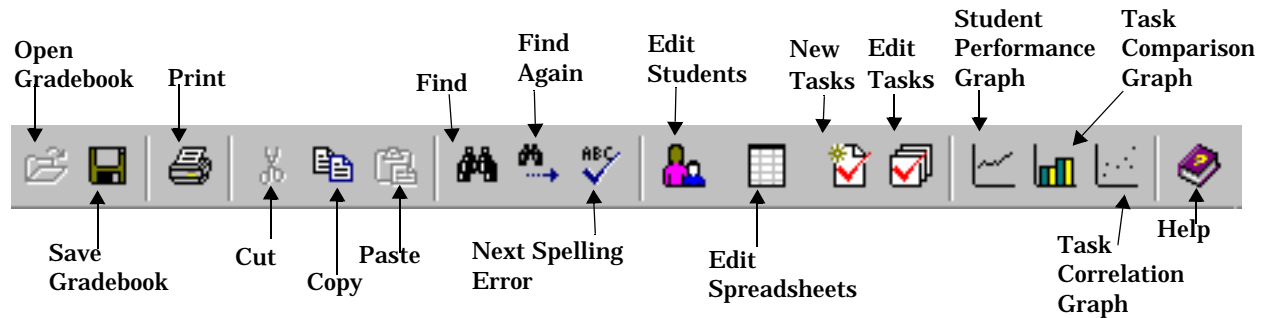 Open
Gradebook
Print
Find
Find
Again
Edit
Students
New
Tasks
Edit
Tasks
Student
Performance
Graph
Task
Comparison
Graph
ABC
Save
Gradebook
Cut
Copy
Paste
Next Spelling
Error
Edit
Spreadsheets
Task
Correlation
Graph
Help
?